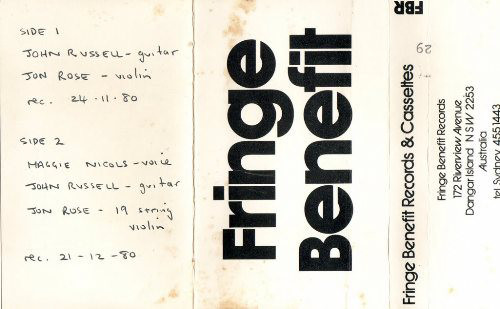 SIDE 1
JOHN RUSSELL – guitar
JON ROSE – violin
rec. 24·11·80
SIDE 2
MAGGIE NICOLS – voice
JOHN RUSSELL – guitar
JON ROSE – 19 string
violin
rec. 21-12-80
Fringe
Benefit
FBR
29
Fringe Benefit Records & Cassettes
Fringe Benefit Records
172 Riverview Avenue
Dangar Island NSW 2253
Australia
tel Sydney 4551443